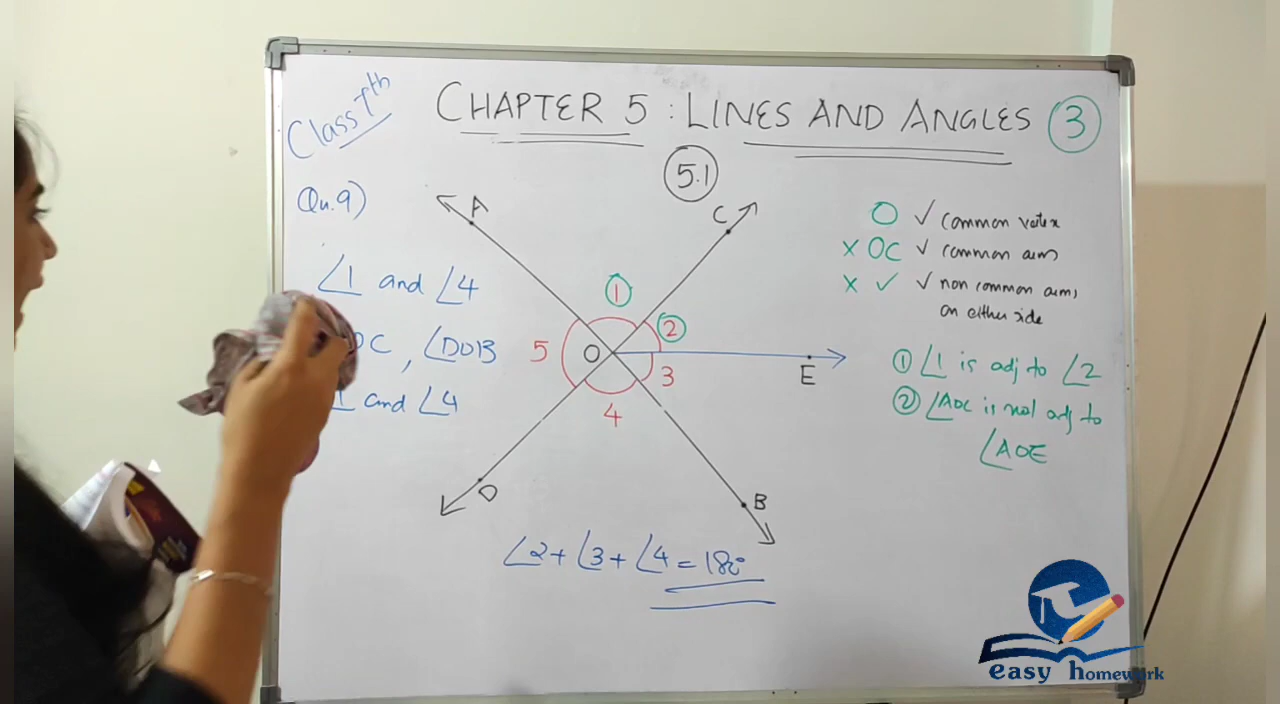 Class 7th
CHAPTER 5 : LINES AND ANGLES 3
5.1
Qu.9)
∠1 and ∠4
OC, ∠DOB
∠1 and ∠4
A
C
1
2
O
5
3
4
E
D
B
∠2+ ∠3+ ∠4 = 180°
O ✓ common vertex
× OC ✓ common arm
× ✓ ✓ non common arms
on either side
① ∠1 is adj to ∠2
② ∠AOC is not adj to
∠AOE
easy homework